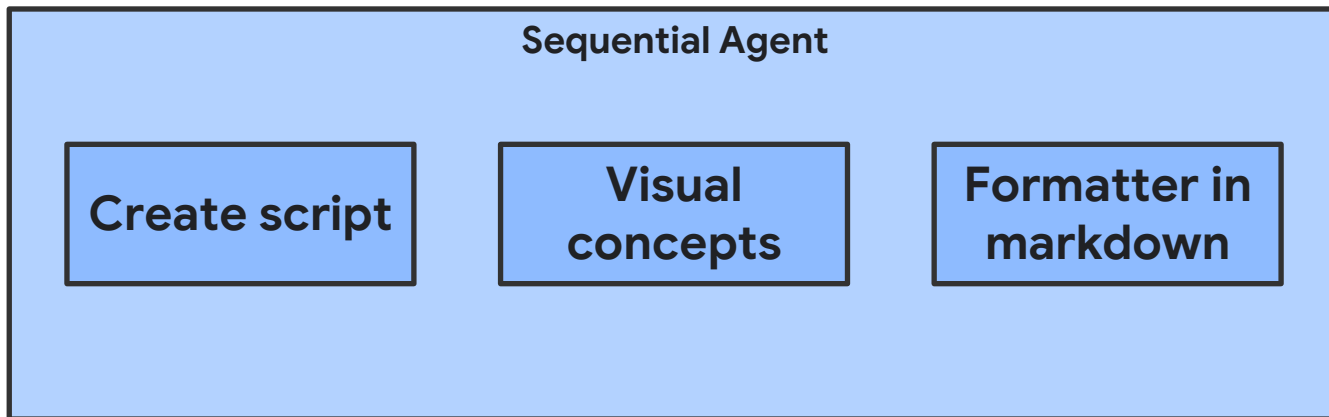 Sequential Agent
Create script
Visual
concepts
Formatter in
markdown